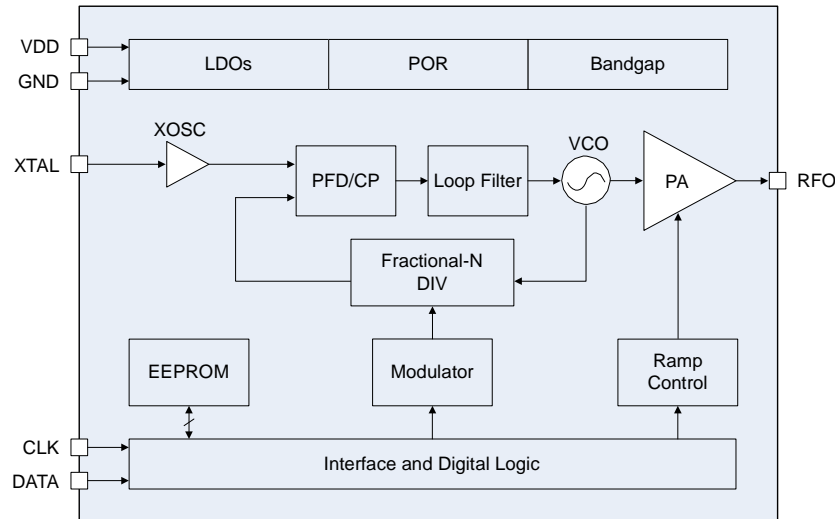 VDD
GND
LDOs
POR
Bandgap
XOSC
XTAL
PFD/CP
Loop Filter
VCO
PA
RFO
Fractional-N
DIV
EEPROM
Modulator
Ramp
Control
CLK
DATA
Interface and Digital Logic